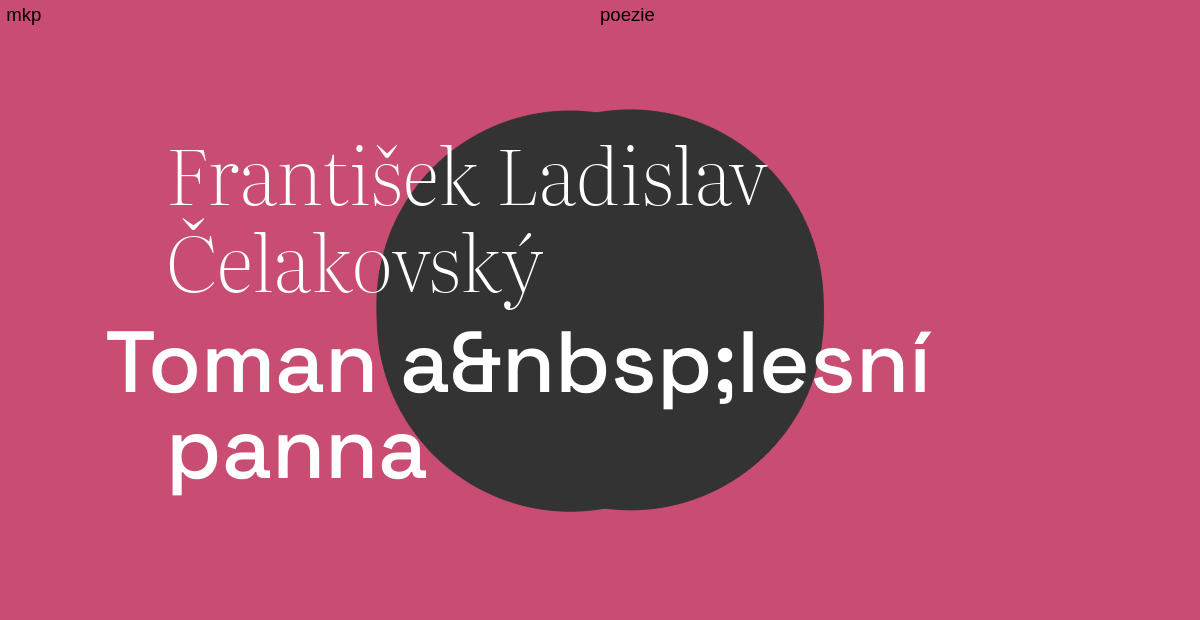 mkp
poezie
František Ladislav
Čelakovský
Toman a&nbsp;lesní
panna